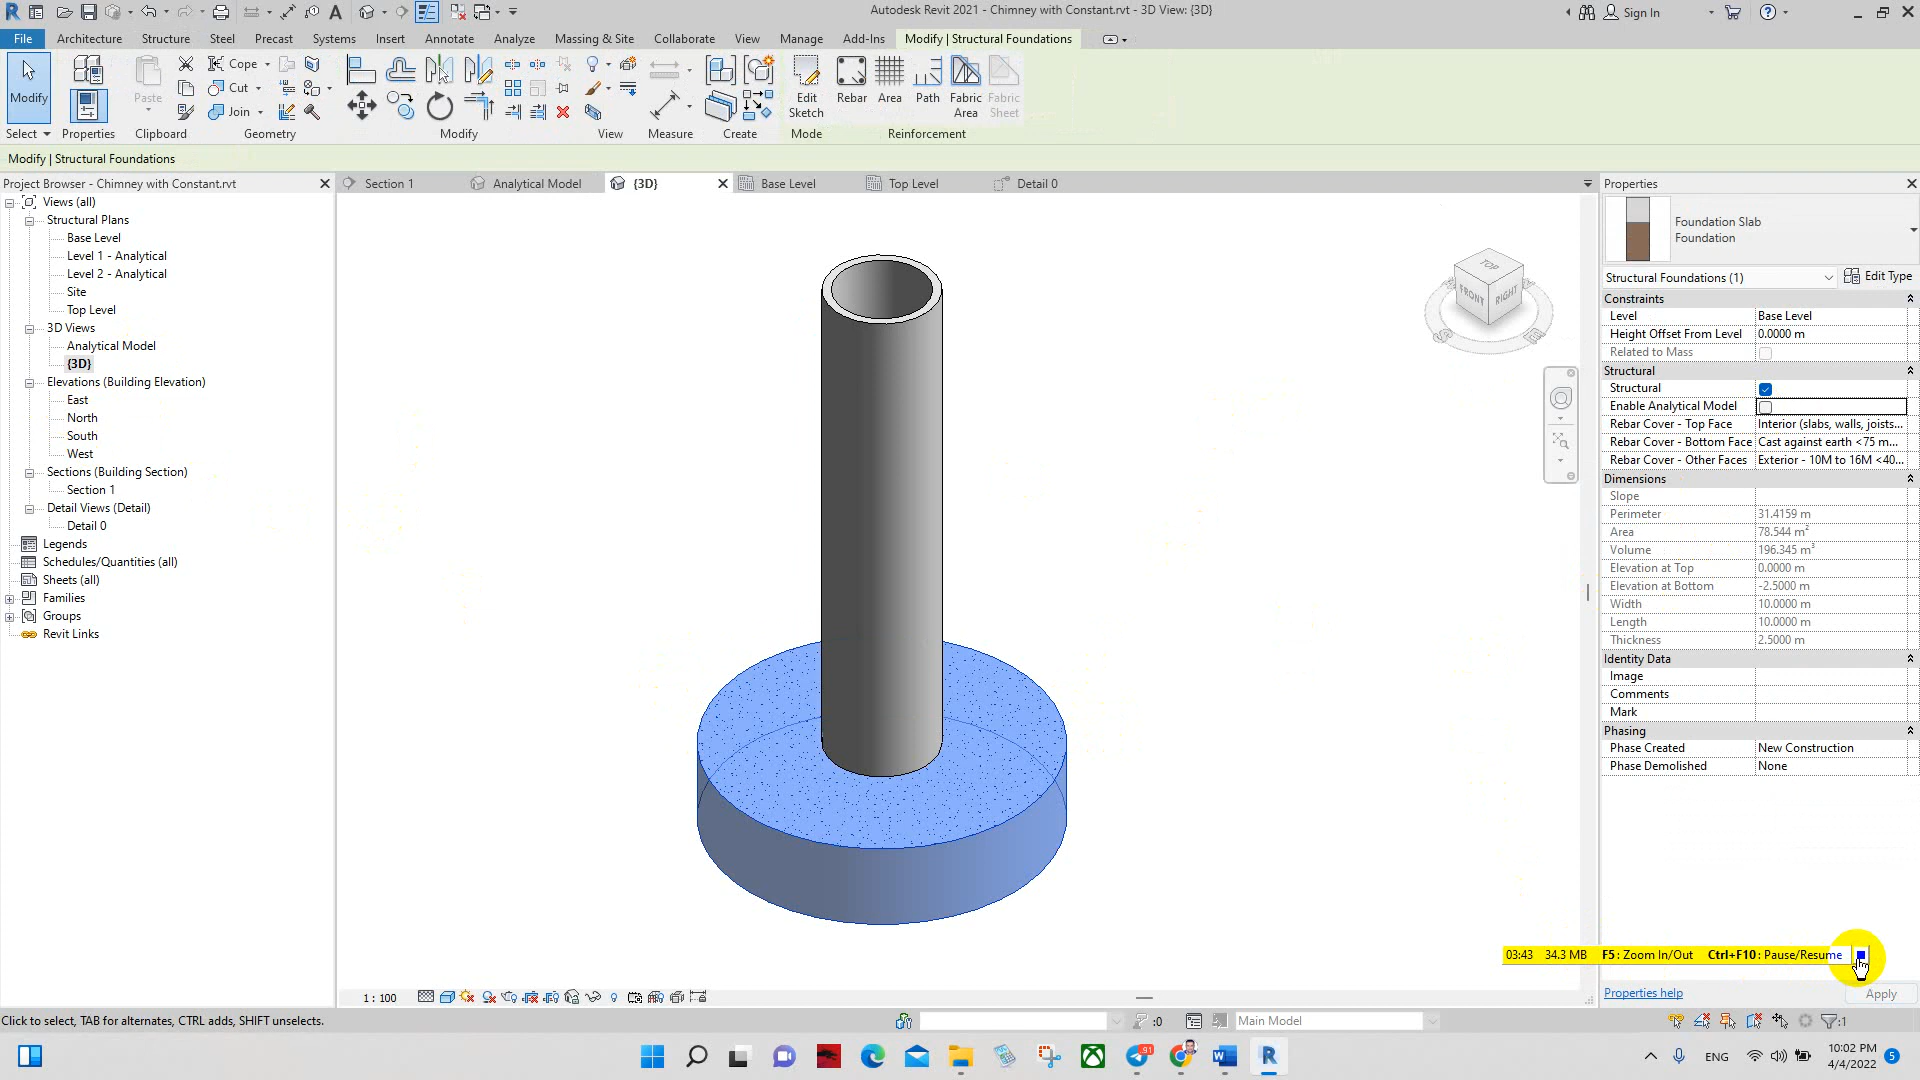 Autodesk Revit 2021 - Chimney with Constant.rvt - 3D View: {3D}
Sign In
File Architecture Structure Steel Precast Systems Insert Annotate Analyze Massing & Site Collaborate View Manage Add-Ins Modify | Structural Foundations
Modify
Paste
Cope
Cut
Join
Edit Sketch
Rebar
Area
Path
Fabric Area
Fabric Sheet
Select Properties Clipboard Geometry Modify View Measure Create Mode Reinforcement
Modify | Structural Foundations
Project Browser - Chimney with Constant.rvt
Views (all)
Structural Plans
Base Level
Level 1 - Analytical
Level 2 - Analytical
Site
Top Level
3D Views
Analytical Model
{3D}
Elevations (Building Elevation)
East
North
South
West
Sections (Building Section)
Section 1
Detail Views (Detail)
Detail 0
Legends
Schedules/Quantities (all)
Sheets (all)
Families
Groups
Revit Links
Section 1 Analytical Model {3D} Base Level Top Level Detail 0
TOP
FRONT
RIGHT
S
E
Properties
Foundation Slab
Foundation
Structural Foundations (1) Edit Type
Constraints
Level Base Level
Height Offset From Level 0.0000 m
Related to Mass
Structural
Structural
Enable Analytical Model
Rebar Cover - Top Face Interior (slabs, walls, joists...
Rebar Cover - Bottom Face Cast against earth <75 m...
Rebar Cover - Other Faces Exterior - 10M to 16M <40...
Dimensions
Slope
Perimeter 31.4159 m
Area 78.544 m²
Volume 196.345 m³
Elevation at Top 0.0000 m
Elevation at Bottom -2.5000 m
Width 10.0000 m
Length 10.0000 m
Thickness 2.5000 m
Identity Data
Image
Comments
Mark
Phasing
Phase Created New Construction
Phase Demolished None
03:43 34.3 MB F5: Zoom In/Out Ctrl+F10: Pause/Resume
Properties help Apply
1 : 100
Click to select, TAB for alternates, CTRL adds, SHIFT unselects.
:0
Main Model
:1
91
ENG
10:02 PM
4/4/2022
5